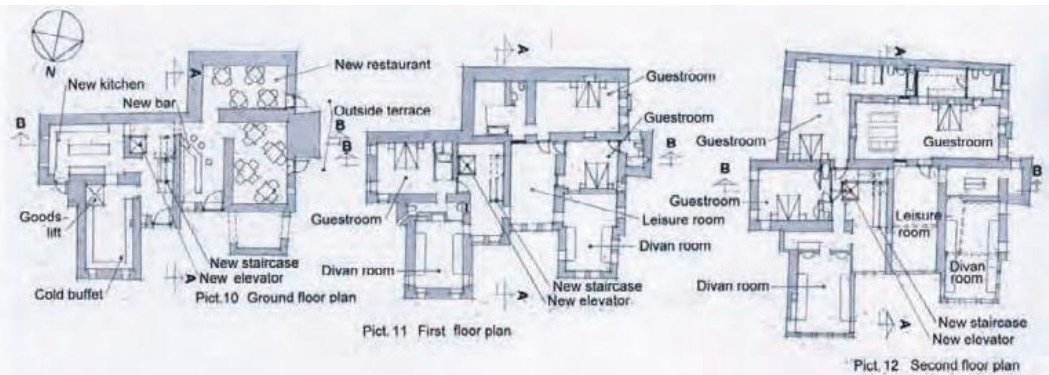 N
New kitchen
New bar
A
New restaurant
Outside terrace
B
B
Goods
lift
Cold buffet
New staircase
New elevator
A
Pict.10 Ground floor plan
A
Guestroom
Guestroom
B
B
Guestroom
Leisure room
Divan room
Divan room
New staircase
New elevator
A
Pict. 11 First floor plan
A
Guestroom
Guestroom
B
B
Guestroom
Leisure
room
Divan
room
Divan room
A
New staircase
New elevator
Pict. 12 Second floor plan